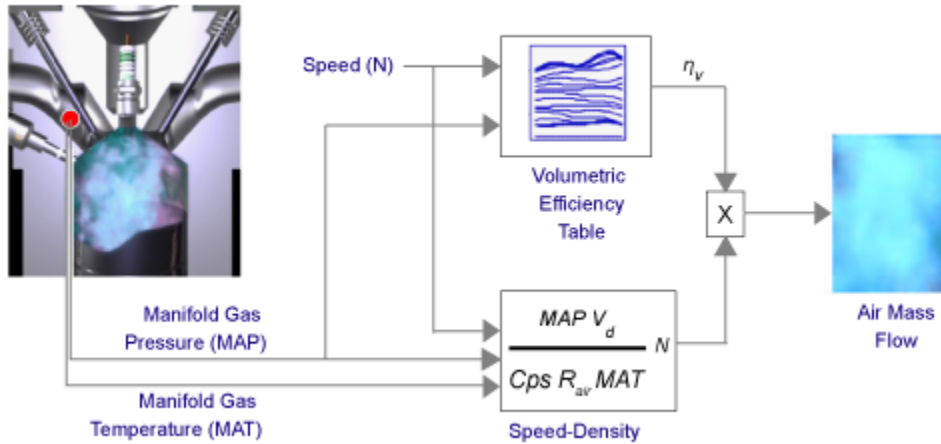 Speed (N)
ηv
Volumetric
Efficiency
Table
X
Manifold Gas
Pressure (MAP)
MAP Vd
N
Cps Rair MAT
Air Mass
Flow
Manifold Gas
Temperature (MAT)
Speed-Density